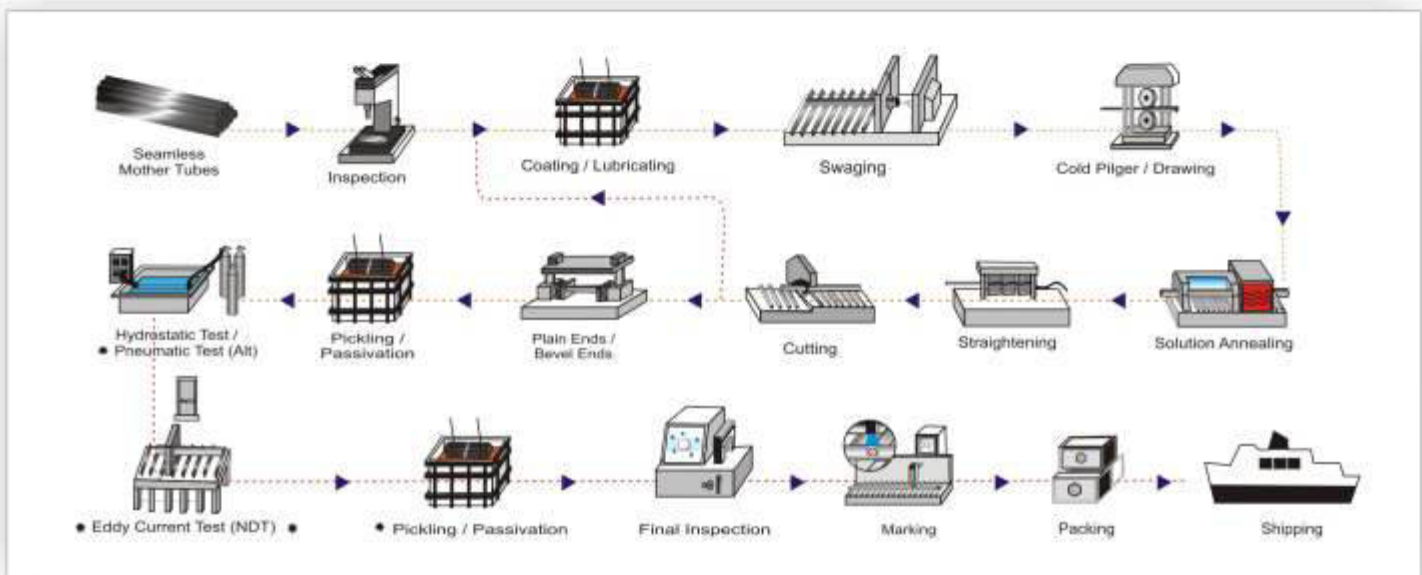 Seamless
Mother Tubes
Inspection
Coating / Lubricating
Swaging
Cold Pilger / Drawing
Hydrostatic Test /
• Pneumatic Test (Alt)
Pickling /
Passivation
Plain Ends /
Bevel Ends
Cutting
Straightening
Solution Annealing
• Eddy Current Test (NDT) •
• Pickling / Passivation
Final Inspection
Marking
Packing
Shipping